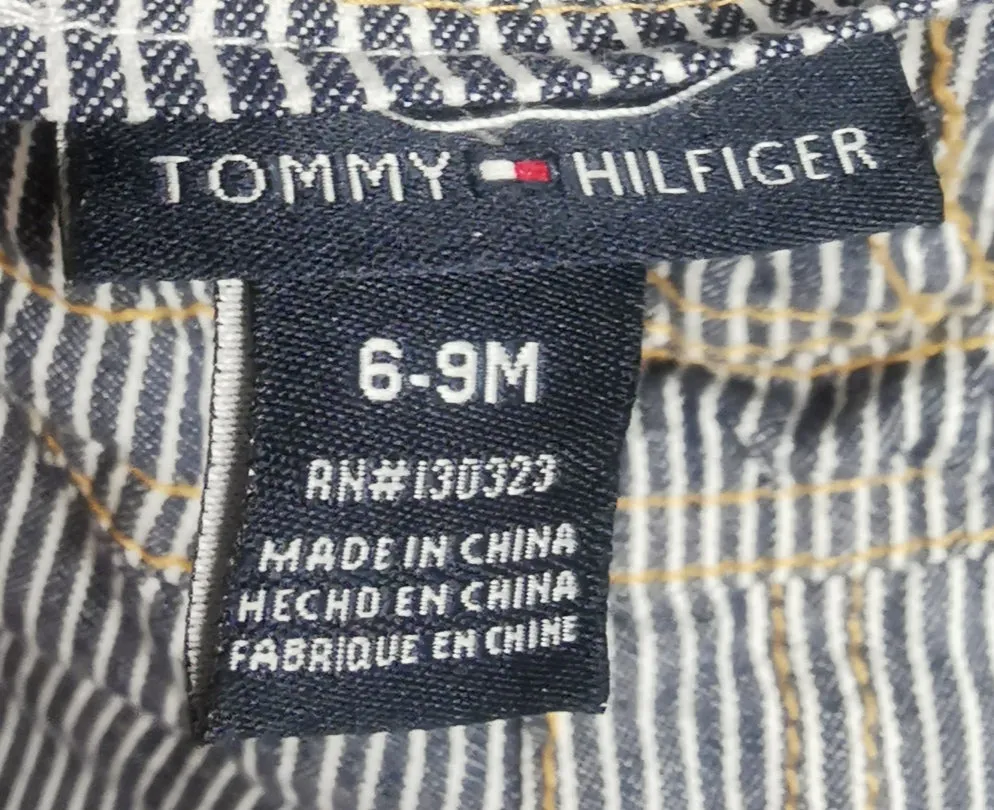 TOMMY HILFIGER
6-9M
RN#130323
MADE IN CHINA
HECHO EN CHINA
FABRIQUE EN CHINE